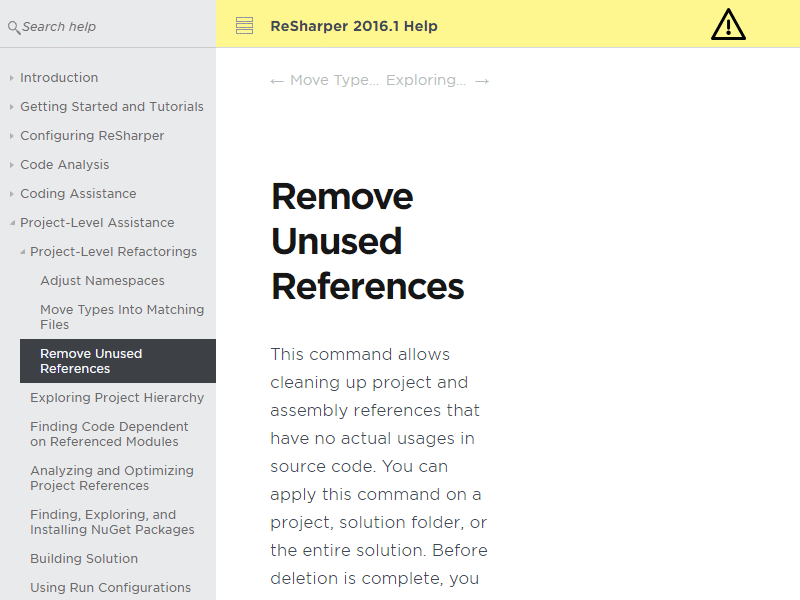 Search help
ReSharper 2016.1 Help
Introduction
Getting Started and Tutorials
Configuring ReSharper
Code Analysis
Coding Assistance
Project-Level Assistance
Project-Level Refactorings
Adjust Namespaces
Move Types Into Matching
Files
Remove Unused
References
Exploring Project Hierarchy
Finding Code Dependent
on Referenced Modules
Analyzing and Optimizing
Project References
Finding, Exploring, and
Installing NuGet Packages
Building Solution
Using Run Configurations
← Move Type... Exploring... →
Remove
Unused
References
This command allows
cleaning up project and
assembly references that
have no actual usages in
source code. You can
apply this command on a
project, solution folder, or
the entire solution. Before
deletion is complete, you